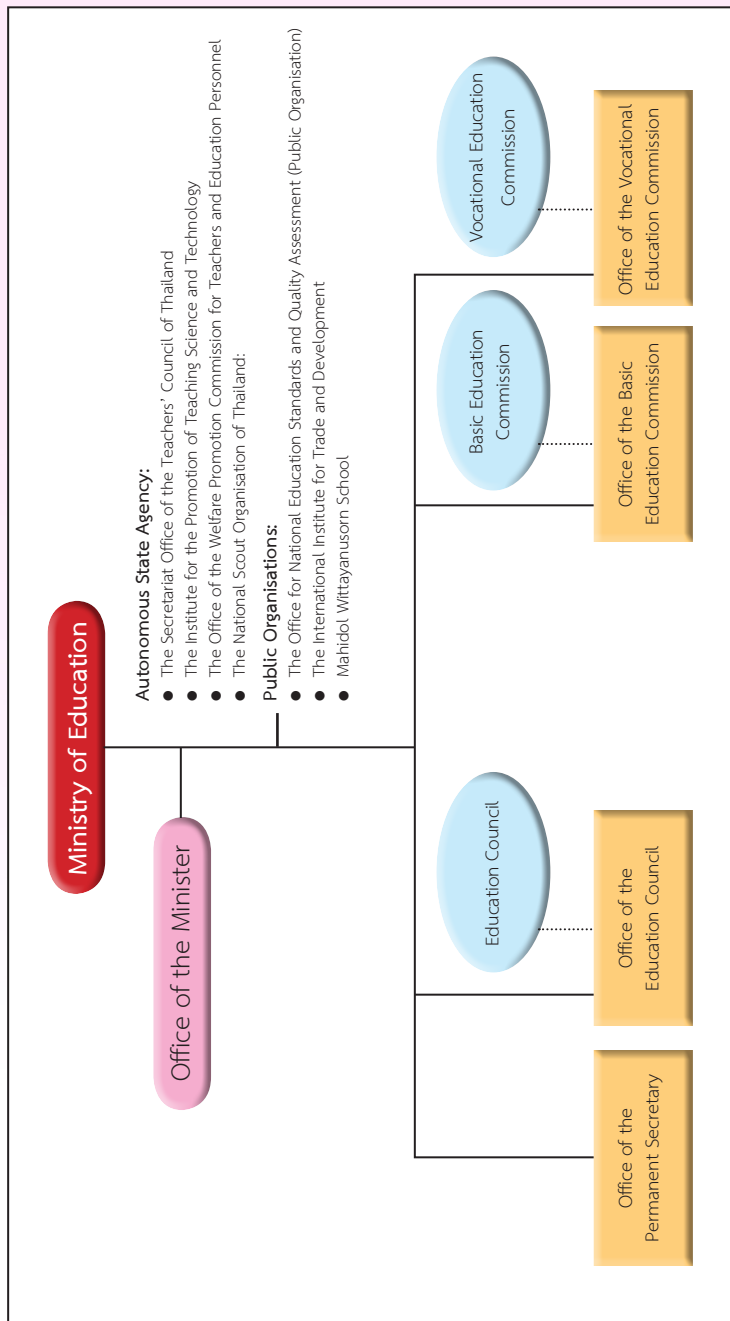 Ministry of Education
Office of the Minister
Autonomous State Agency:
● The Secretariat Office of the Teachers' Council of Thailand
● The Institute for the Promotion of Teaching Science and Technology
● The Office of the Welfare Promotion Commission for Teachers and Education Personnel
● The National Scout Organisation of Thailand:
Public Organisations:
● The Office for National Education Standards and Quality Assessment (Public Organisation)
● The International Institute for Trade and Development
● Mahidol Wittayanusorn School
Education Council
Basic Education
Commission
Vocational Education
Commission
Office of the
Permanent Secretary
Office of the
Education Council
Office of the Basic
Education Commission
Office of the Vocational
Education Commission